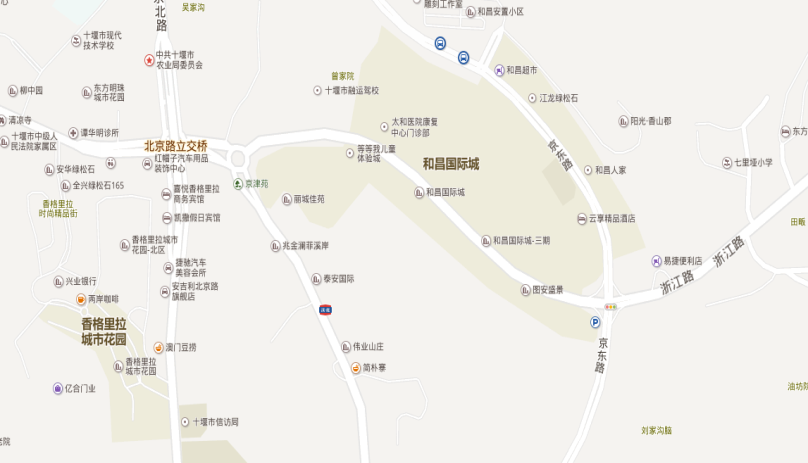 雕刻工作室
和昌安置小区
吴家沟
京北路
十堰市现代
技术学校
中共十堰市
农业局委员会
曾家院
十堰市融运驾校
柳中园
东方明珠
城市花园
和昌超市
江龙绿松石
清凉寺
十堰市中级人
民法院家属区
谭华明诊所
太和医院康复
中心门诊部
阳光·香山郡
东方
北京路立交桥
等等鼓儿童
体验城
和昌国际城
京东路
红帽子汽车用品
装饰中心
安华绿松石
全兴绿松石165
京津苑
和昌人家
七里垭小学
嘉悦香格里拉
商务宾馆
丽城佳苑
和昌国际城
香格里拉
时尚精品街
凯撒假日宾馆
云享精品酒店
田畈
香格里拉城市
花园-北区
兆金澜菲溪岸
和昌国际城-三期
浙江路
捷驰汽车
美容会所
易捷便利店
兴业银行
泰安国际
浙江路
安吉利北京路
旗舰店
图安盛景
两岸咖啡
香格里拉
城市花园
P
京东路
澳门豆捞
伟业山庄
香格里拉
城市花园
简朴寨
亿合门业
油坊院
十堰市信访局
刘家沟脑